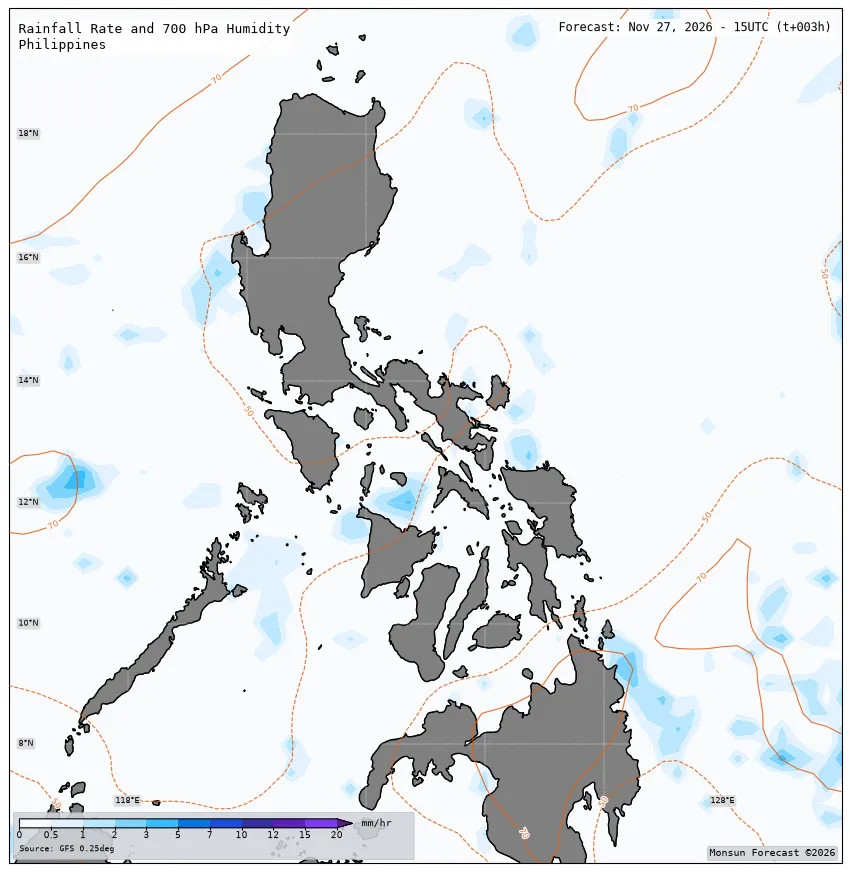 Rainfall Rate and 700 hPa Humidity
Philippines
Forecast: Nov 27, 2026 - 15UTC (t+003h)
70
70
18°N
16°N
50
14°N
50
12°N
70
50
70
10°N
8°N
118°E
128°E
50
50
70
0 0.5 1 2 3 5 7 10 12 15 20
mm/hr
Source: GFS 0.25deg
Monsun Forecast ©2026